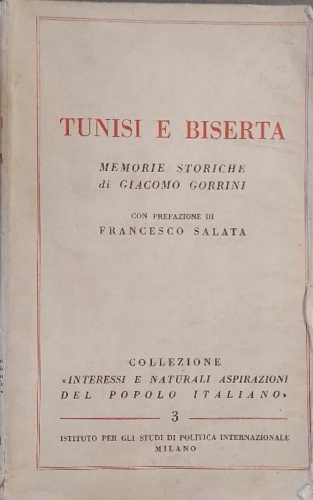 TUNISI E BISERTA
MEMORIE STORICHE
di GIACOMO GORRINI
CON PREFAZIONE DI
FRANCESCO SALATA
COLLEZIONE
«INTERESSI E NATURALI ASPIRAZIONI
DEL POPOLO ITALIANO»
3
ISTITUTO PER GLI STUDI DI POLITICA INTERNAZIONALE
MILANO